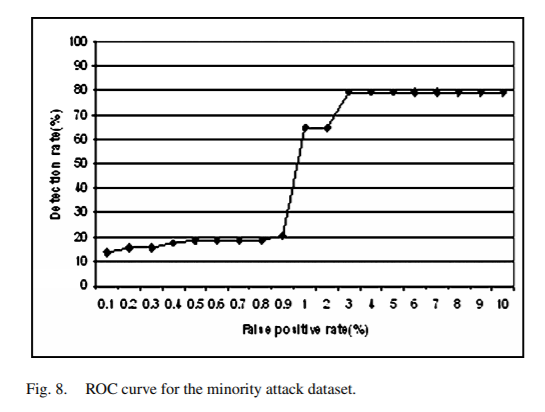 100
90
80
70
60
50
40
30
20
10
0
Detection rate(%)
0.1 0.2 0.3 0.4 0.5 0.6 0.7 0.8 0.9 1 2 3 4 5 6 7 8 9 10
False positive rate(%)
Fig. 8. ROC curve for the minority attack dataset.